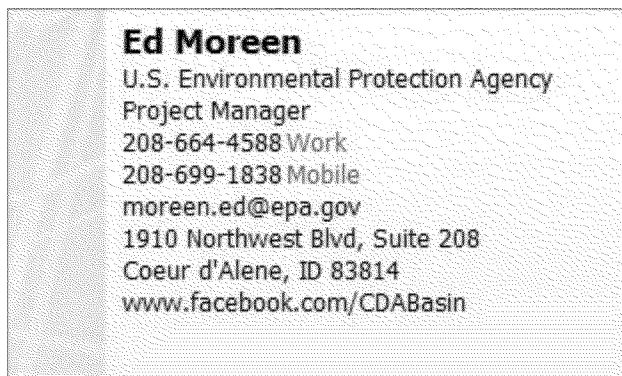 Ed Moreen
U.S. Environmental Protection Agency
Project Manager
208-664-4588 Work
208-699-1838 Mobile
moreen.ed@epa.gov
1910 Northwest Blvd, Suite 208
Coeur d'Alene, ID 83814
www.facebook.com/CDABasin